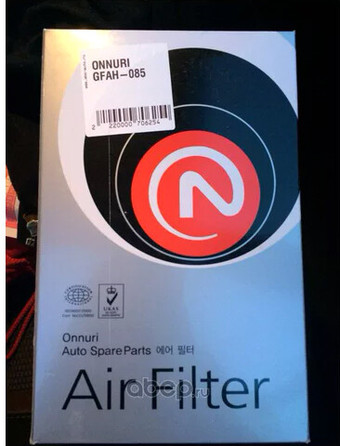 ONNURI
GFAH-085
2 220000 706254
Onnuri
Auto Spare Parts 에어 필터
Air Filter